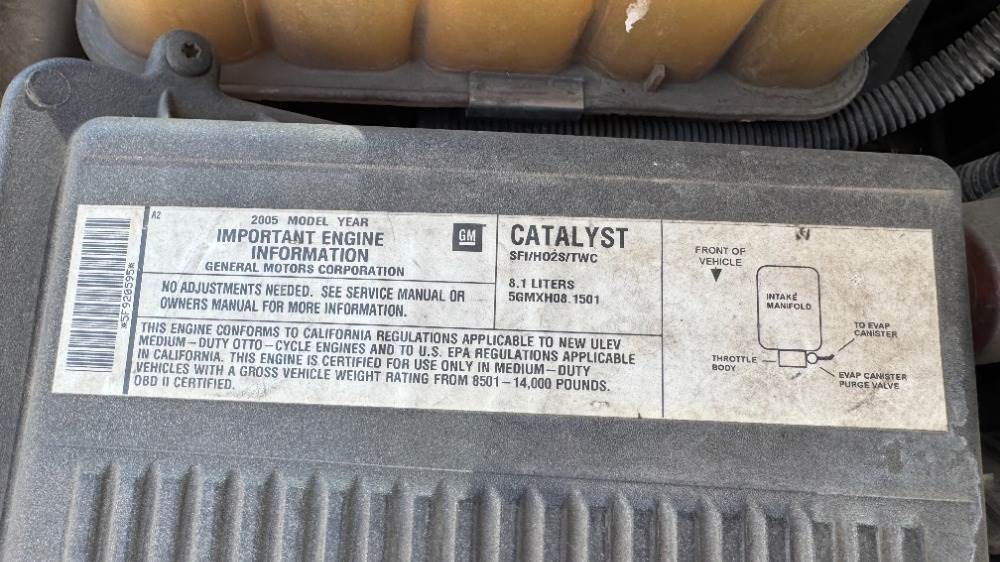 A2
2005 MODEL YEAR
IMPORTANT ENGINE
INFORMATION
GENERAL MOTORS CORPORATION
GM
NO ADJUSTMENTS NEEDED. SEE SERVICE MANUAL OR
OWNERS MANUAL FOR MORE INFORMATION.
THIS ENGINE CONFORMS TO CALIFORNIA REGULATIONS APPLICABLE TO NEW ULEV
MEDIUM-DUTY OTTO-CYCLE ENGINES AND TO U.S. EPA REGULATIONS APPLICABLE
IN CALIFORNIA. THIS ENGINE IS CERTIFIED FOR USE ONLY IN MEDIUM-DUTY
VEHICLES WITH A GROSS VEHICLE WEIGHT RATING FROM 8501-14,000 POUNDS.
OBD II CERTIFIED.
CATALYST
SFI/HO2S/TWC
8.1 LITERS
5GMXH08.1501
FRONT OF
VEHICLE
INTAKE
MANIFOLD
TO EVAP
CANISTER
THROTTLE
BODY
EVAP CANISTER
PURGE VALVE
*5FS20595*